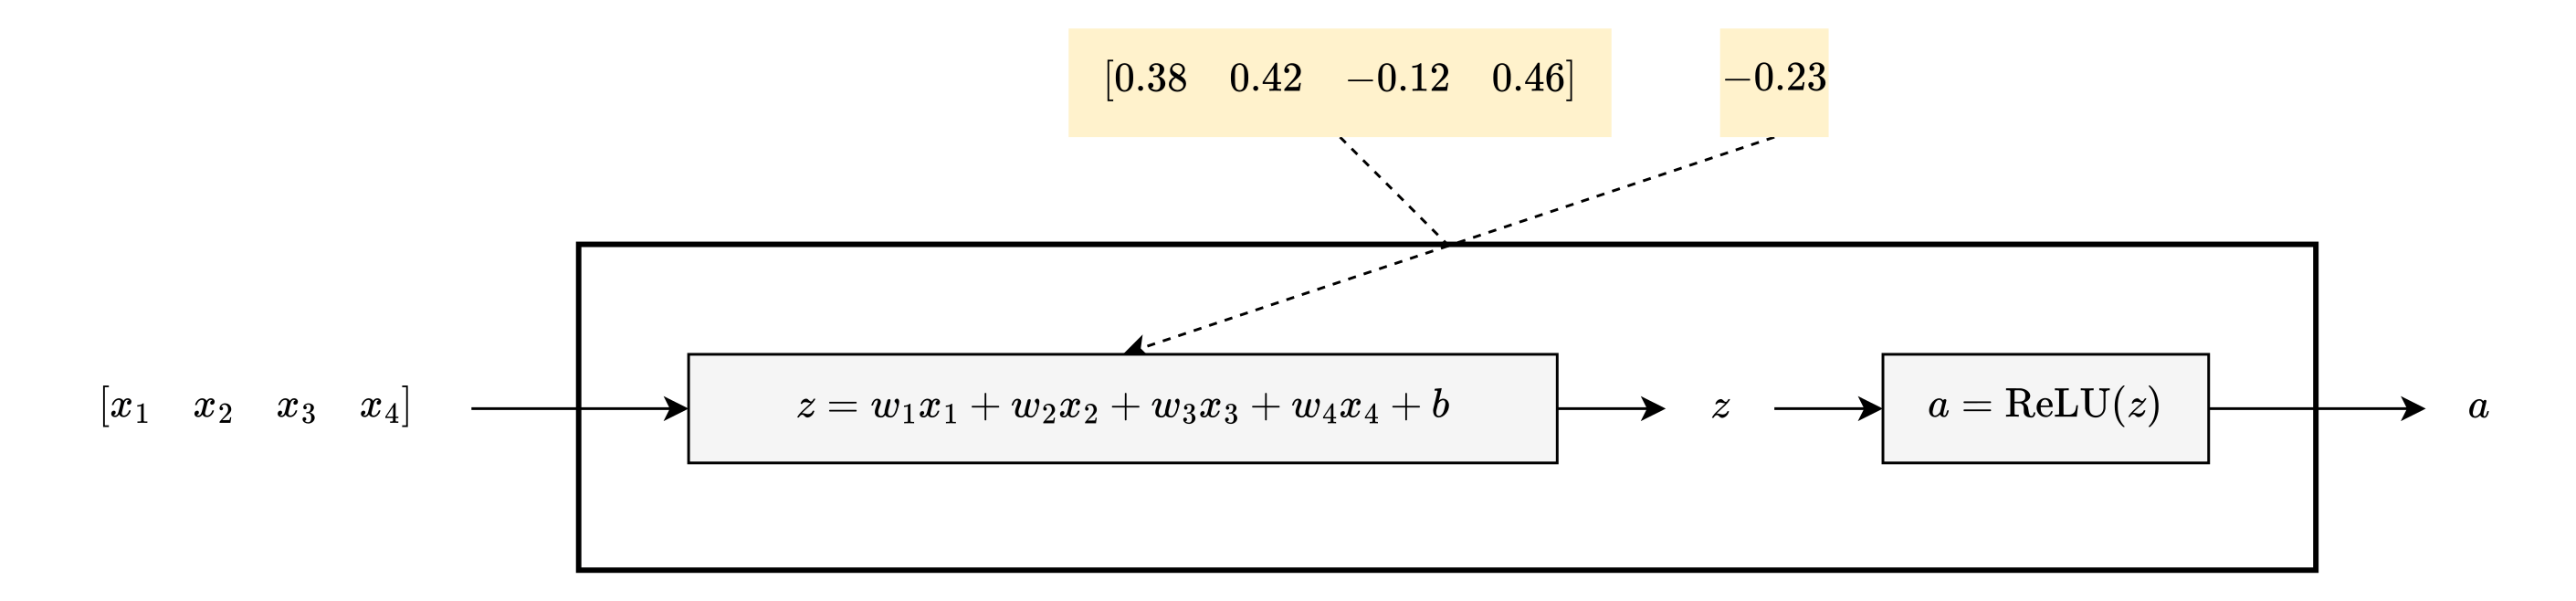 [0.38 0.42 −0.12 0.46]
−0.23
[x₁ x₂ x₃ x₄]
z = w₁x₁ + w₂x₂ + w₃x₃ + w₄x₄ + b
z
a = ReLU(z)
a